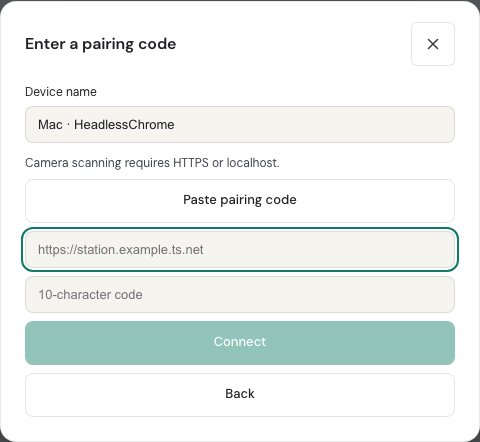 Enter a pairing code
Device name
Mac · HeadlessChrome
Camera scanning requires HTTPS or localhost.
Paste pairing code
https://station.example.ts.net
10-character code
Connect
Back